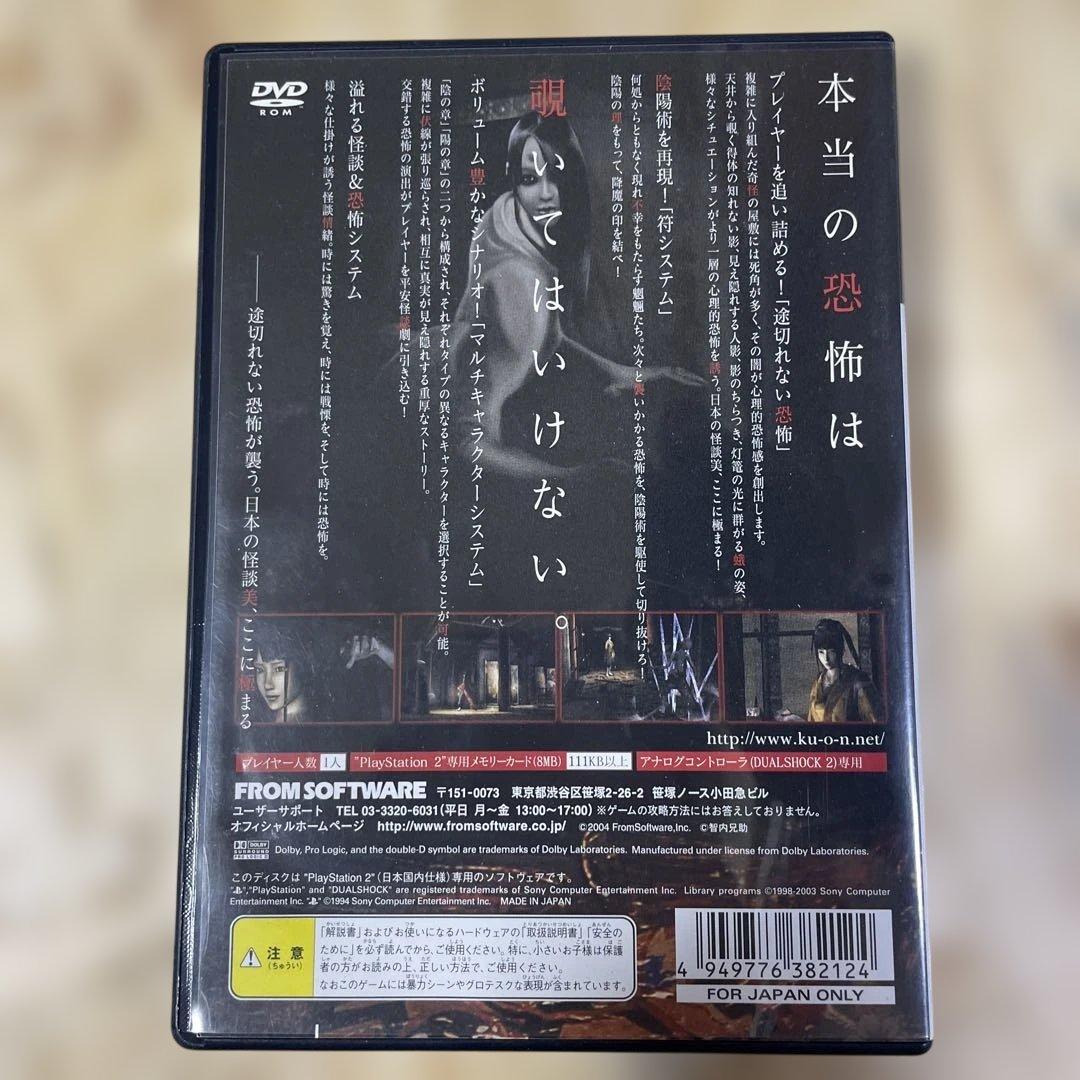 本当の恐怖は
プレイヤーを追い詰める!「途切れない恐怖」
複雑に入り組んだ奇怪の屋敷には死角が多く、その闇が心理的恐怖感を創出します。
天井から覗く得体の知れない影、見え隠れする人影、影のちらつき、灯篭の光に群がる蛾の姿、
様々なシチュエーションがより一層の心理的恐怖を誘う。日本の怪談美、ここに極まる!
陰陽術を再現!「符システム」
何処からともなく現れ不幸をもたらす魍魎たち。次々と襲いかかる恐怖を、陰陽術を駆使して切り抜けろ!
陰陽の理をもって、降魔の印を結べ!
覗いてはいけない。
ボリューム豊かなシナリオ!「マルチキャラクターシステム」
「陰の章」「陽の章」の二つから構成され、それぞれタイプの異なるキャラクターを選択することが可能。
複雑に伏線が張り巡らされ、相互に真実が見え隠れする重厚なストーリー。
交錯する恐怖の演出がプレイヤーを平安怪談劇に引き込む!
溢れる怪談&恐怖システム
様々な仕掛けが誘う怪談情緒。時には驚きを覚え、時には戦慄を、そして時には恐怖を。
——途切れない恐怖が襲う。日本の怪談美、ここに極まる
DVD
ROM
http://www.ku-o-n.net/
プレイヤー人数 1人 "PlayStation 2"専用メモリーカード(8MB) 111KB以上 アナログコントローラ(DUALSHOCK 2)専用
FROM SOFTWARE 〒151-0073 東京都渋谷区笹塚2-26-2 笹塚ノース小田急ビル
ユーザーサポート TEL 03-3320-6031(平日 月〜金 13:00〜17:00) ※ゲームの攻略方法にはお答えしておりません。
オフィシャルホームページ http://www.fromsoftware.co.jp/ ©2004 FromSoftware,Inc. ©智内兄助
DOLBY SURROUND PRO LOGIC II Dolby, Pro Logic, and the double-D symbol are trademarks of Dolby Laboratories. Manufactured under license from Dolby Laboratories.
このディスクは "PlayStation 2" (日本国内仕様)専用のソフトウェアです。
"," "PlayStation" and "DUALSHOCK" are registered trademarks of Sony Computer Entertainment Inc. Library programs ©1998-2003 Sony Computer
Entertainment Inc. " " ©1994 Sony Computer Entertainment Inc. MADE IN JAPAN
注意
(ちゅうい)
「解説書」およびお使いになるハードウェアの「取扱説明書」「安全の
ために」を必ず読んでから、ご使用ください。特に、小さいお子様は保護
者の方がお読みの上、正しい方法で、ご使用ください。
なおこのゲームには暴力シーンやグロテスクな表現が含まれています。
4 949776 382124
FOR JAPAN ONLY